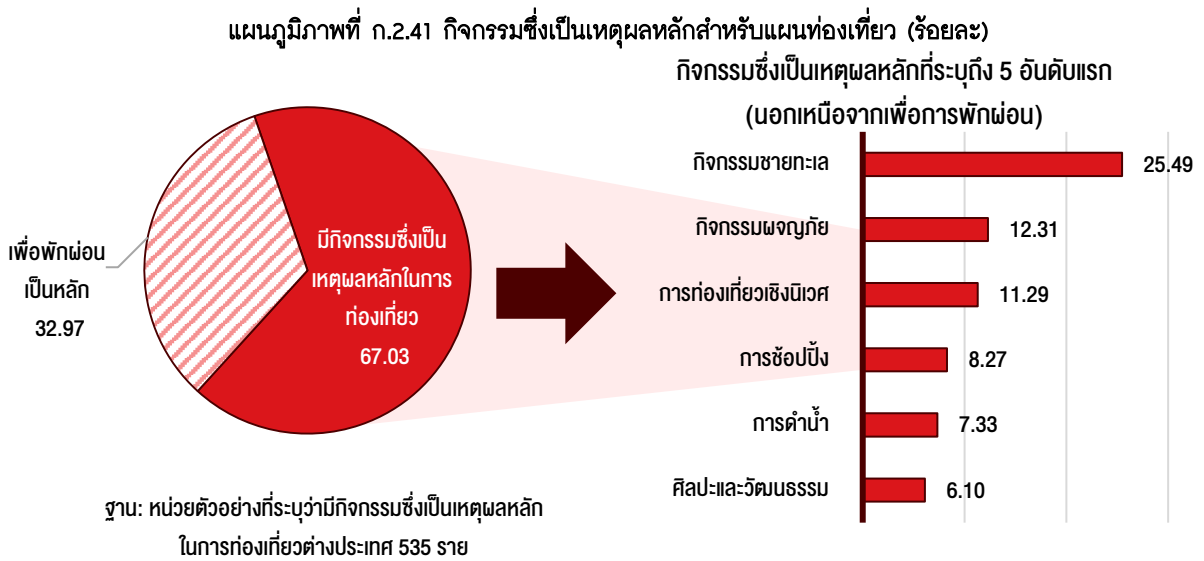 แผนภูมิภาพที่ ก.2.41 กิจกรรมซึ่งเป็นเหตุผลหลักสำหรับแผนท่องเที่ยว (ร้อยละ)
กิจกรรมซึ่งเป็นเหตุผลหลักที่ระบุถึง 5 อันดับแรก
(นอกเหนือจากเพื่อการพักผ่อน)
เพื่อพักผ่อน
เป็นหลัก
32.97
มีกิจกรรมซึ่งเป็น
เหตุผลหลักในการ
ท่องเที่ยว
67.03
กิจกรรมชายทะเล 25.49
กิจกรรมผจญภัย 12.31
การท่องเที่ยวเชิงนิเวศ 11.29
การช้อปปิ้ง 8.27
การดำน้ำ 7.33
ศิลปะและวัฒนธรรม 6.10
ฐาน: หน่วยตัวอย่างที่ระบุว่ามีกิจกรรมซึ่งเป็นเหตุผลหลัก
ในการท่องเที่ยวต่างประเทศ 535 ราย